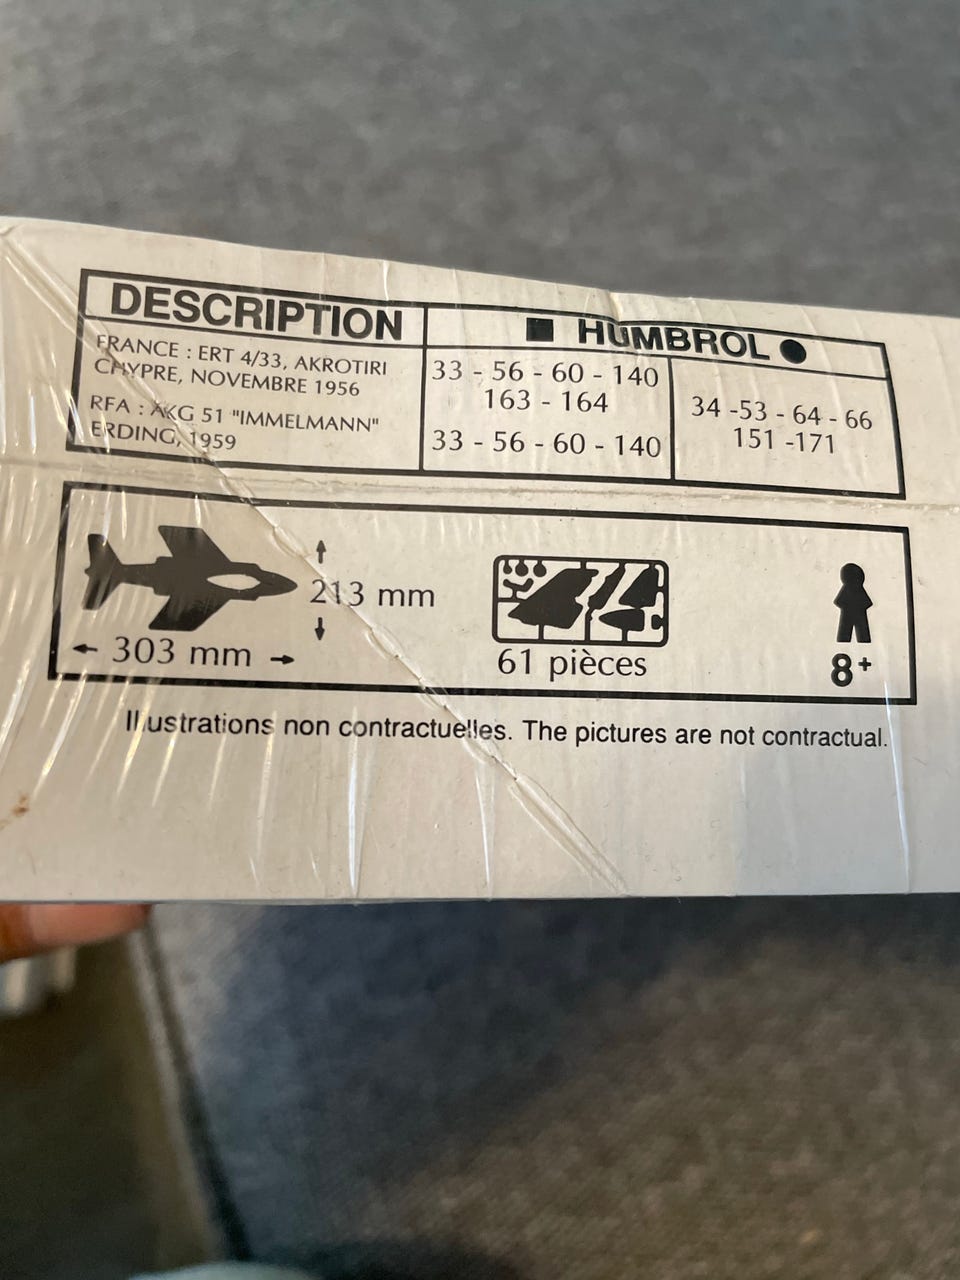 DESCRIPTION
■ HUMBROL ●
FRANCE : ERT 4/33, AKROTIRI
CHYPRE, NOVEMBRE 1956
RFA : AKG 51 "IMMELMANN"
ERDING, 1959
33 - 56 - 60 - 140
163 - 164
33 - 56 - 60 - 140
34 -53 - 64 - 66
151 -171
213 mm
303 mm
61 pièces
8+
Illustrations non contractuelles. The pictures are not contractual.